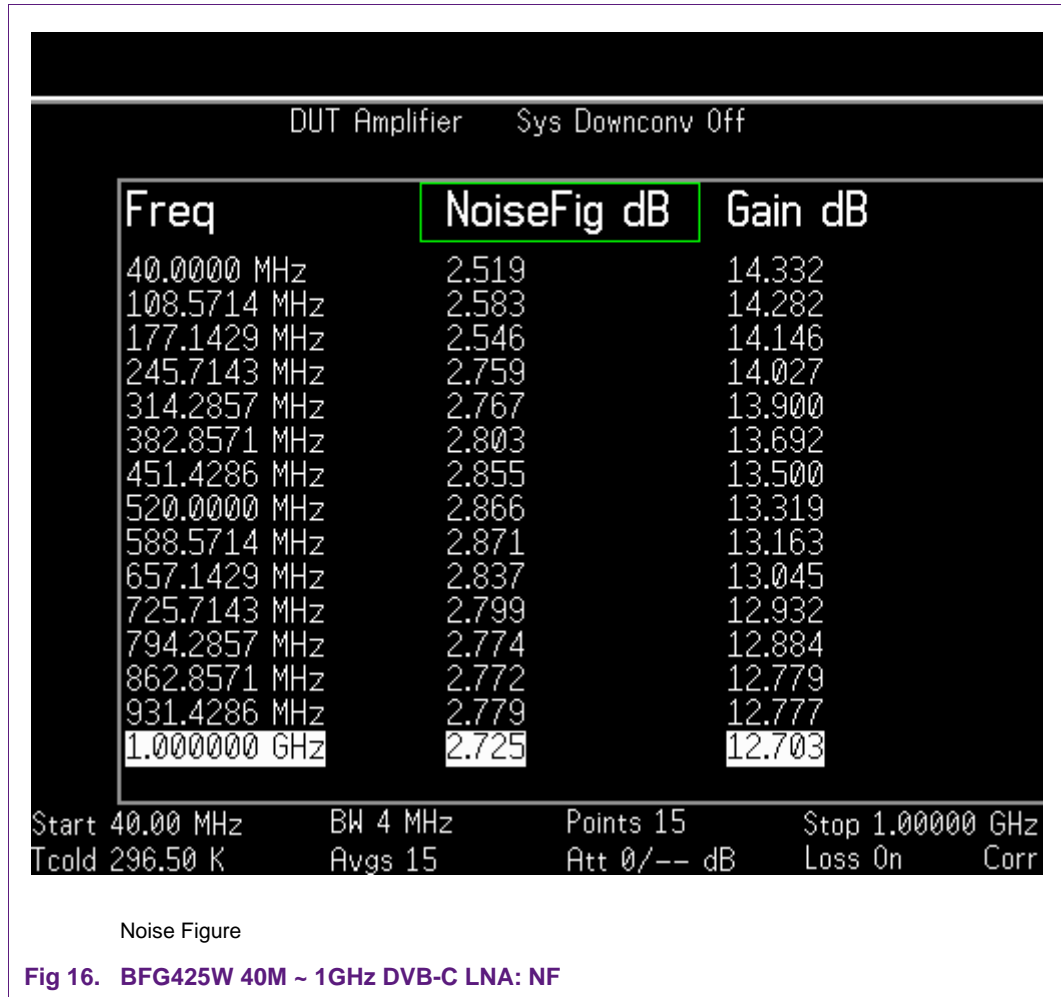 DUT Amplifier Sys Downconv Off
Freq NoiseFig dB Gain dB
40.0000 MHz 2.519 14.332
108.5714 MHz 2.583 14.282
177.1429 MHz 2.546 14.146
245.7143 MHz 2.759 14.027
314.2857 MHz 2.767 13.900
382.8571 MHz 2.803 13.692
451.4286 MHz 2.855 13.500
520.0000 MHz 2.866 13.319
588.5714 MHz 2.871 13.163
657.1429 MHz 2.837 13.045
725.7143 MHz 2.799 12.932
794.2857 MHz 2.774 12.884
862.8571 MHz 2.772 12.779
931.4286 MHz 2.779 12.777
1.000000 GHz 2.725 12.703
Start 40.00 MHz BW 4 MHz Points 15 Stop 1.00000 GHz
Tcold 296.50 K Avgs 15 Att 0/-- dB Loss On Corr
Noise Figure
Fig 16. BFG425W 40M ~ 1GHz DVB-C LNA: NF